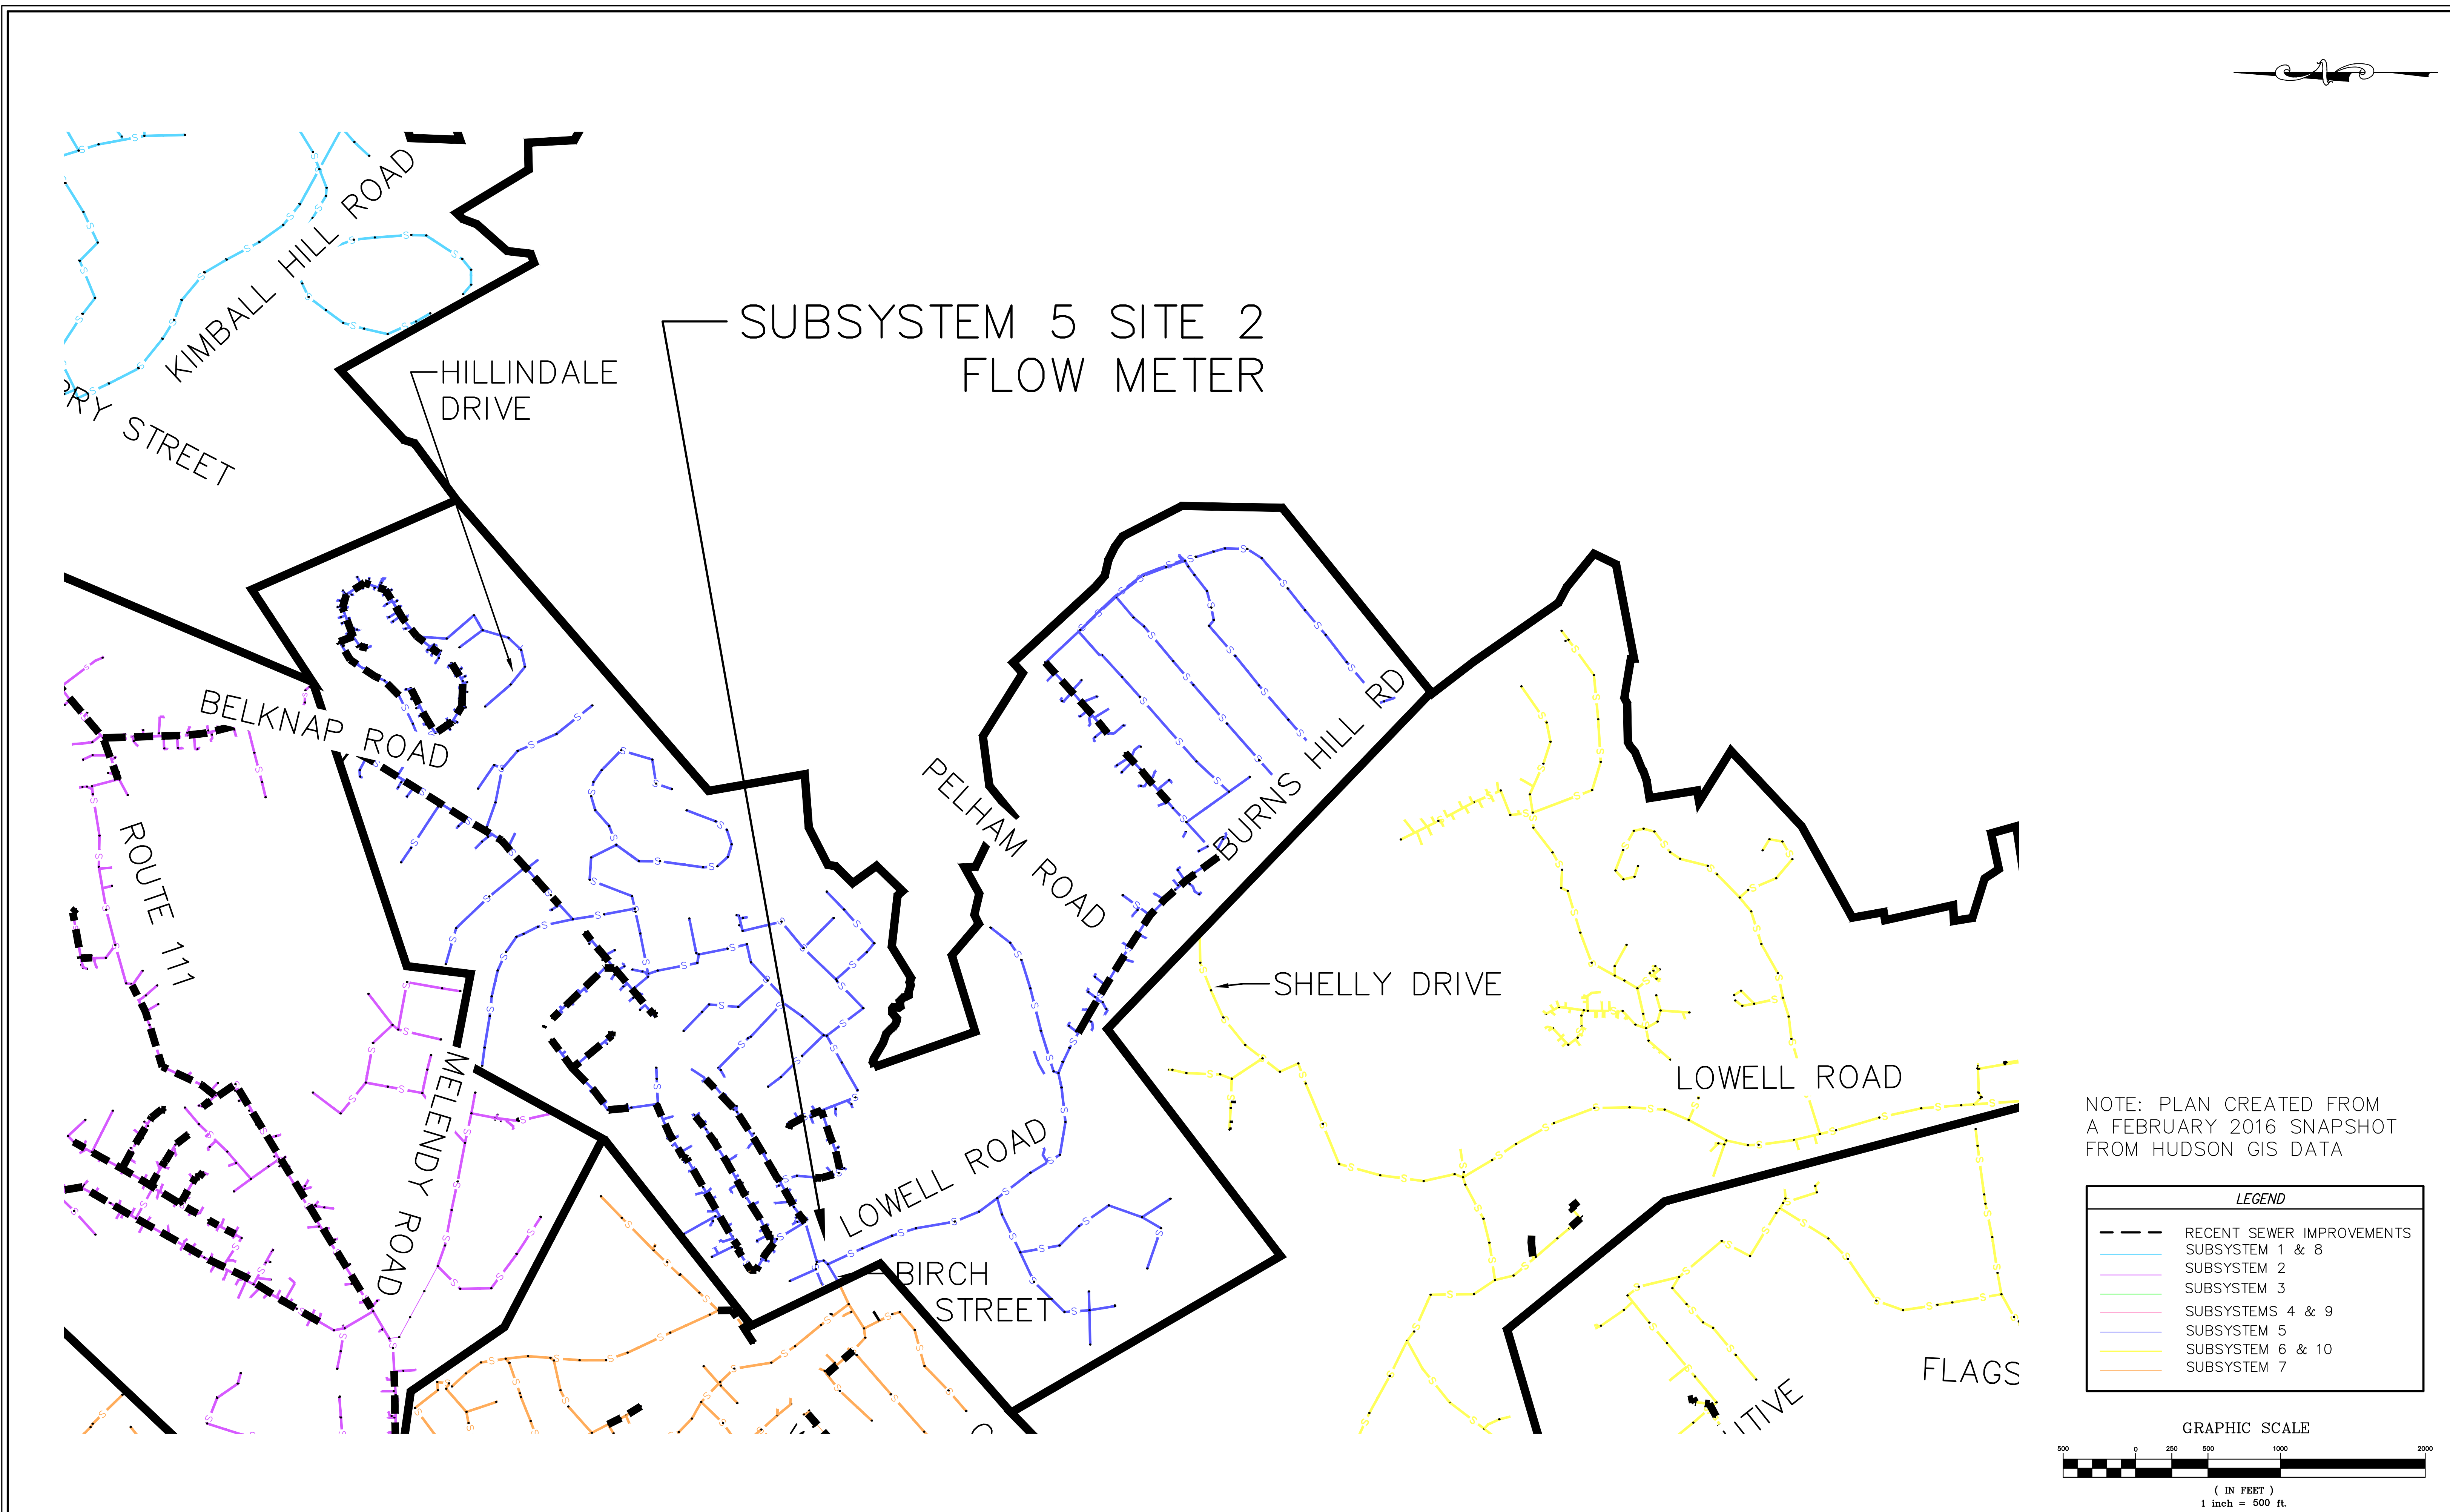 KIMBALL HILL ROAD
RRY STREET
SUBSYSTEM 5 SITE 2
FLOW METER
HILLINDALE
DRIVE
BELKNAP ROAD
ROUTE 111
PELHAM ROAD
BURNS HILL RD
SHELLY DRIVE
MELENDY ROAD
LOWELL ROAD
LOWELL ROAD
BIRCH
STREET
FLAGS
ITIVE
NOTE: PLAN CREATED FROM
A FEBRUARY 2016 SNAPSHOT
FROM HUDSON GIS DATA
LEGEND
RECENT SEWER IMPROVEMENTS
SUBSYSTEM 1 & 8
SUBSYSTEM 2
SUBSYSTEM 3
SUBSYSTEMS 4 & 9
SUBSYSTEM 5
SUBSYSTEM 6 & 10
SUBSYSTEM 7
GRAPHIC SCALE
500 0 250 500 1000 2000
( IN FEET )
1 inch = 500 ft.